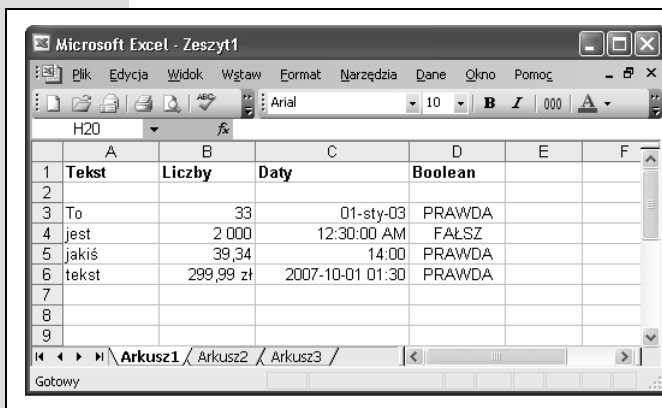 Microsoft Excel - Zeszyt1
Plik Edycja Widok Wstaw Format Narzędzia Dane Okno Pomoc
ABC Arial 10 B I 000 A
H20 fx
A B C D E F
1 Tekst Liczby Daty Boolean
2
3 To 33 01-sty-03 PRAWDA
4 jest 2 000 12:30:00 AM FAŁSZ
5 jakiś 39,34 14:00 PRAWDA
6 tekst 299,99 zł 2007-10-01 01:30 PRAWDA
7
8
9
Arkusz1 Arkusz2 Arkusz3
Gotowy